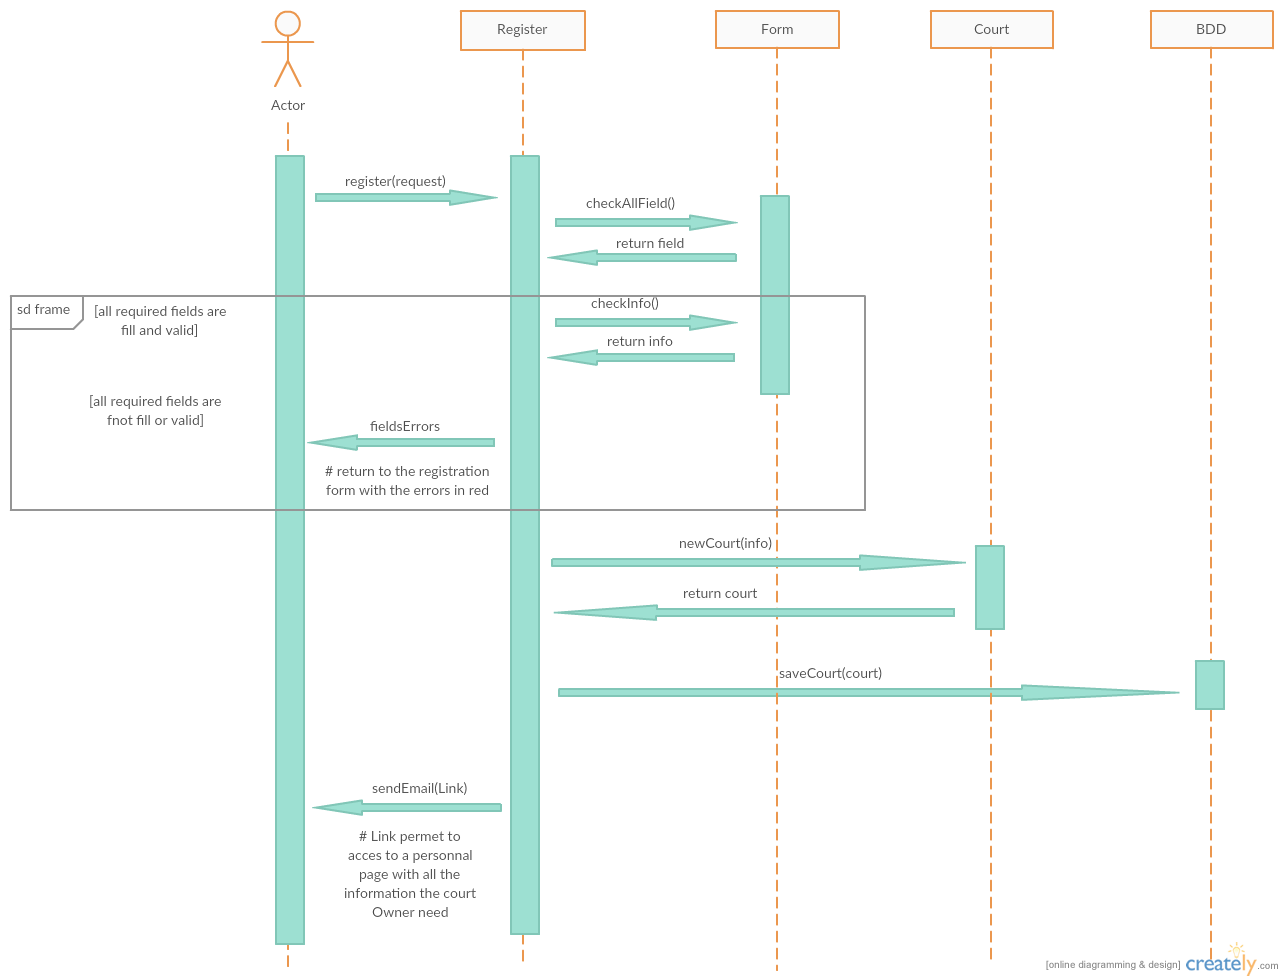 Register
Form
Court
BDD
Actor
register(request)
checkAllField()
return field
sd frame
[all required fields are
fill and valid]
checkInfo()
return info
[all required fields are
fnot fill or valid]
fieldsErrors
# return to the registration
form with the errors in red
newCourt(info)
return court
saveCourt(court)
sendEmail(Link)
# Link permet to
acces to a personnal
page with all the
information the court
Owner need
[online diagramming & design] creately.com